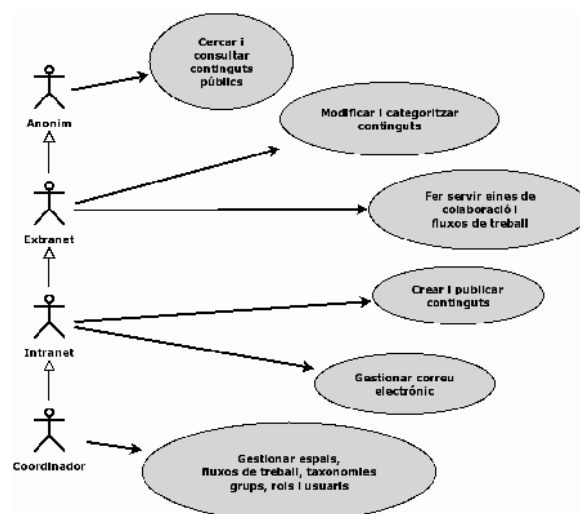 Cercar i
consultar
continguts
públics
Anonim
Modificar i categoritzar
continguts
Extranet
Fer servir eines de
colaboració i
fluxos de treball
Crear i publicar
continguts
Intranet
Gestionar correu
electrónic
Coordinador
Gestionar espais,
fluxos de treball, taxonomies
grups, rols i usuaris